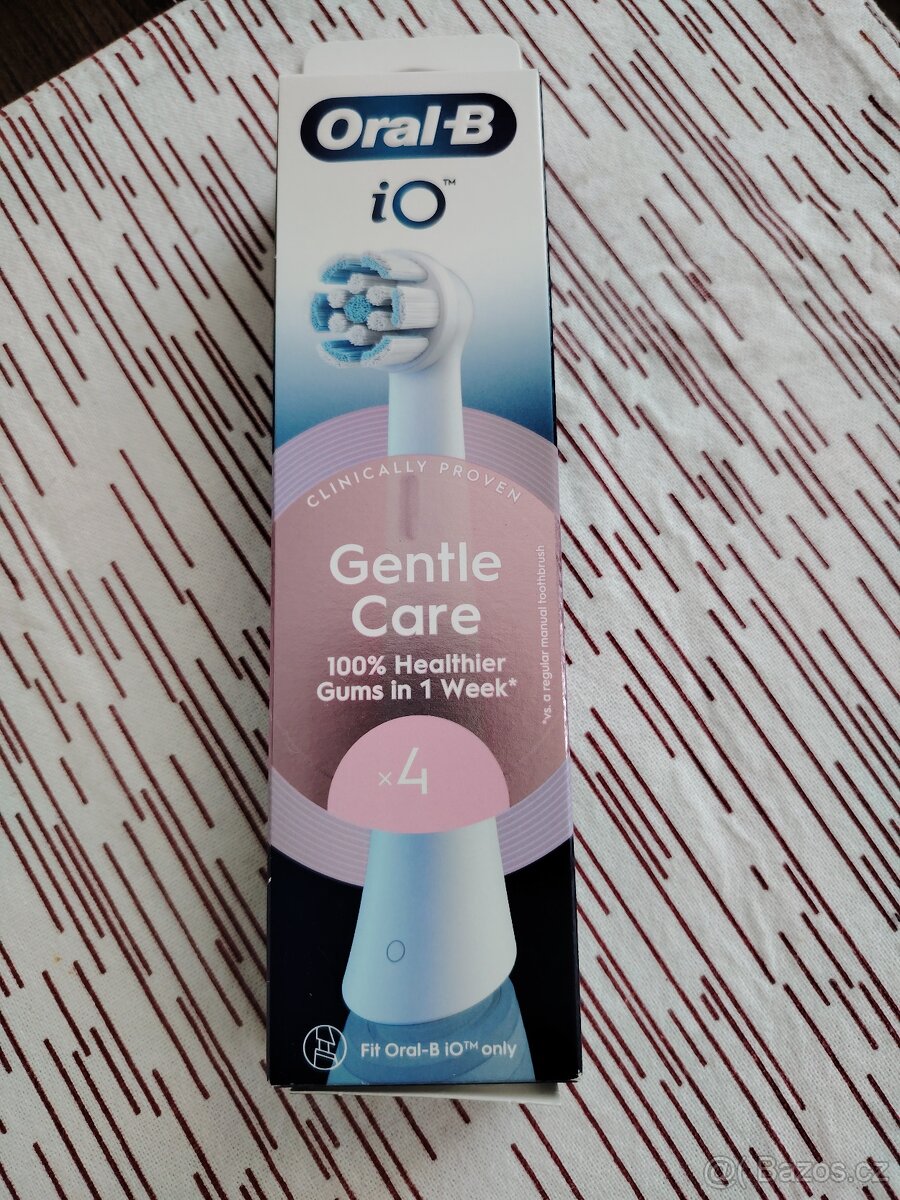 Oral-B
iO™
CLINICALLY PROVEN
Gentle
Care
100% Healthier
Gums in 1 Week*
*vs. a regular manual toothbrush
×4
Fit Oral-B iO™ only
@( Bazos.cz